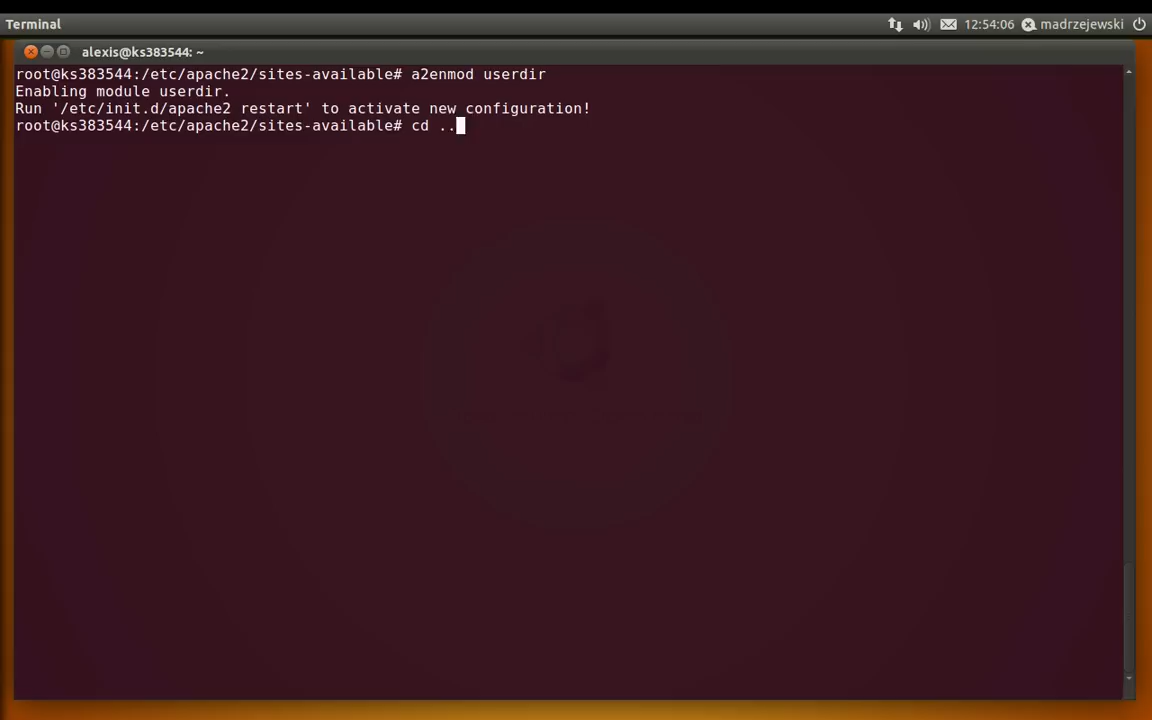 Terminal
12:54:06
madrzejewski
alexis@ks383544: ~
root@ks383544:/etc/apache2/sites-available# a2enmod userdir
Enabling module userdir.
Run '/etc/init.d/apache2 restart' to activate new configuration!
root@ks383544:/etc/apache2/sites-available# cd ..